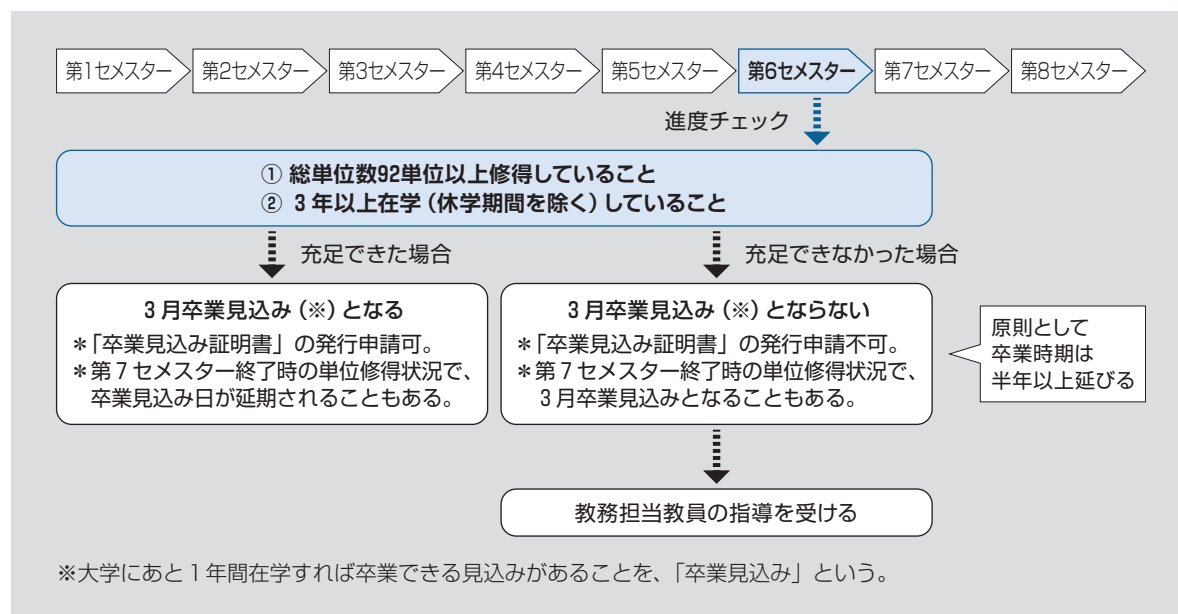 第1セメスター
第2セメスター
第3セメスター
第4セメスター
第5セメスター
第6セメスター
第7セメスター
第8セメスター
進度チェック
① 総単位数92単位以上修得していること
② 3年以上在学(休学期間を除く)していること
充足できた場合
充足できなかった場合
3月卒業見込み(※)となる
*「卒業見込み証明書」の発行申請可。
*第7セメスター終了時の単位修得状況で、
卒業見込み日が延期されることもある。
3月卒業見込み(※)とならない
*「卒業見込み証明書」の発行申請不可。
*第7セメスター終了時の単位修得状況で、
3月卒業見込みとなることもある。
原則として
卒業時期は
半年以上延びる
教務担当教員の指導を受ける
※大学にあと1年間在学すれば卒業できる見込みがあることを、「卒業見込み」という。